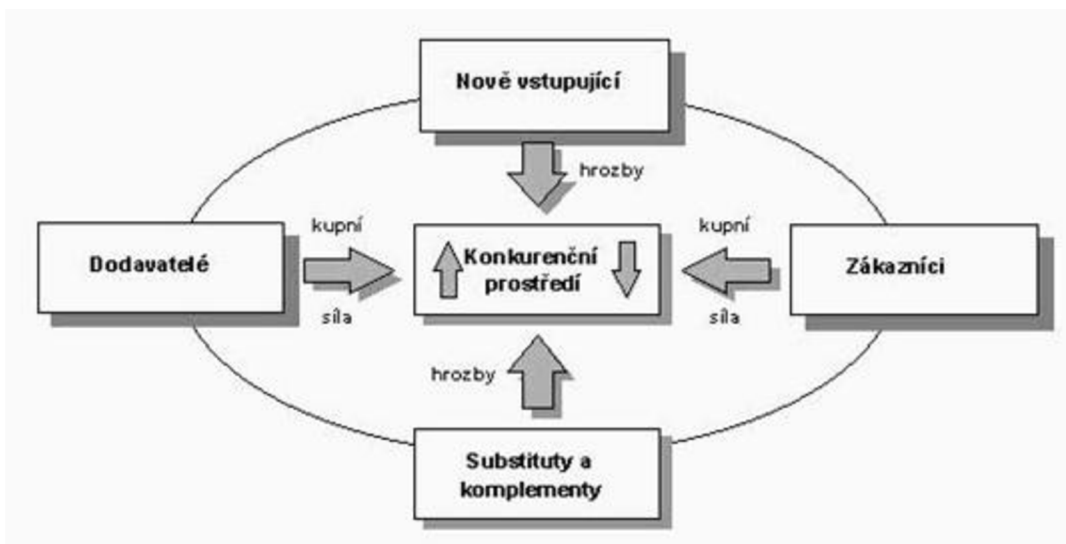 Nově vstupující
hrozby
kupní
kupní
Dodavatelé
Konkurenční
prostředí
Zákazníci
síla
síla
hrozby
Substituty a
komplementy